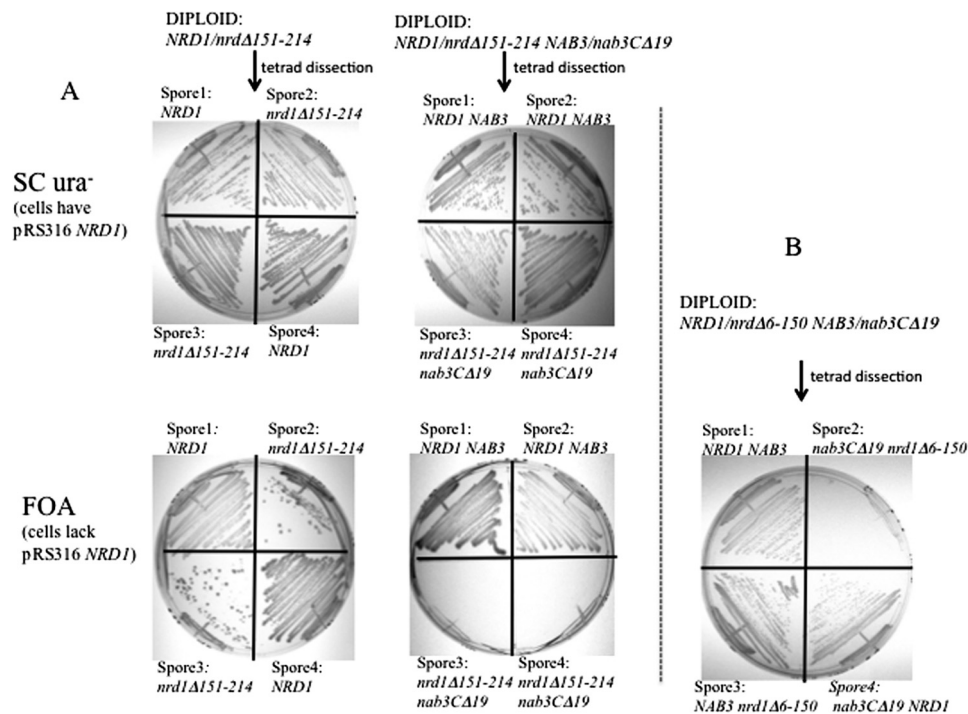 DIPLOID:
NRD1/nrdΔ151-214
tetrad dissection
DIPLOID:
NRD1/nrdΔ151-214 NAB3/nab3CΔ19
tetrad dissection
A
Spore1:
NRD1
Spore2:
nrd1Δ151-214
Spore1:
NRD1 NAB3
Spore2:
NRD1 NAB3
SC ura-
(cells have
pRS316 NRD1)
Spore3:
nrd1Δ151-214
Spore4:
NRD1
Spore3:
nrd1Δ151-214
nab3CΔ19
Spore4:
nrd1Δ151-214
nab3CΔ19
Spore1:
NRD1
Spore2:
nrd1Δ151-214
Spore1:
NRD1 NAB3
Spore2:
NRD1 NAB3
FOA
(cells lack
pRS316 NRD1)
Spore3:
nrd1Δ151-214
Spore4:
NRD1
Spore3:
nrd1Δ151-214
nab3CΔ19
Spore4:
nrd1Δ151-214
nab3CΔ19
B
DIPLOID:
NRD1/nrdΔ6-150 NAB3/nab3CΔ19
tetrad dissection
Spore1:
NRD1 NAB3
Spore2:
nab3CΔ19 nrd1Δ6-150
Spore3:
NAB3 nrd1Δ6-150
Spore4:
nab3CΔ19 NRD1